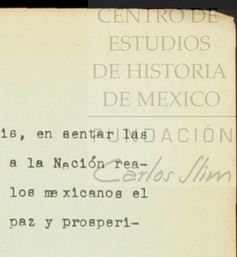 CENTRO DE
ESTUDIOS
DE HISTORIA
DE MEXICO
FUNDACIÓN
Carlos Slim
is, en sentar las
a la Nación rea-
los mexicanos el
paz y prosperi-